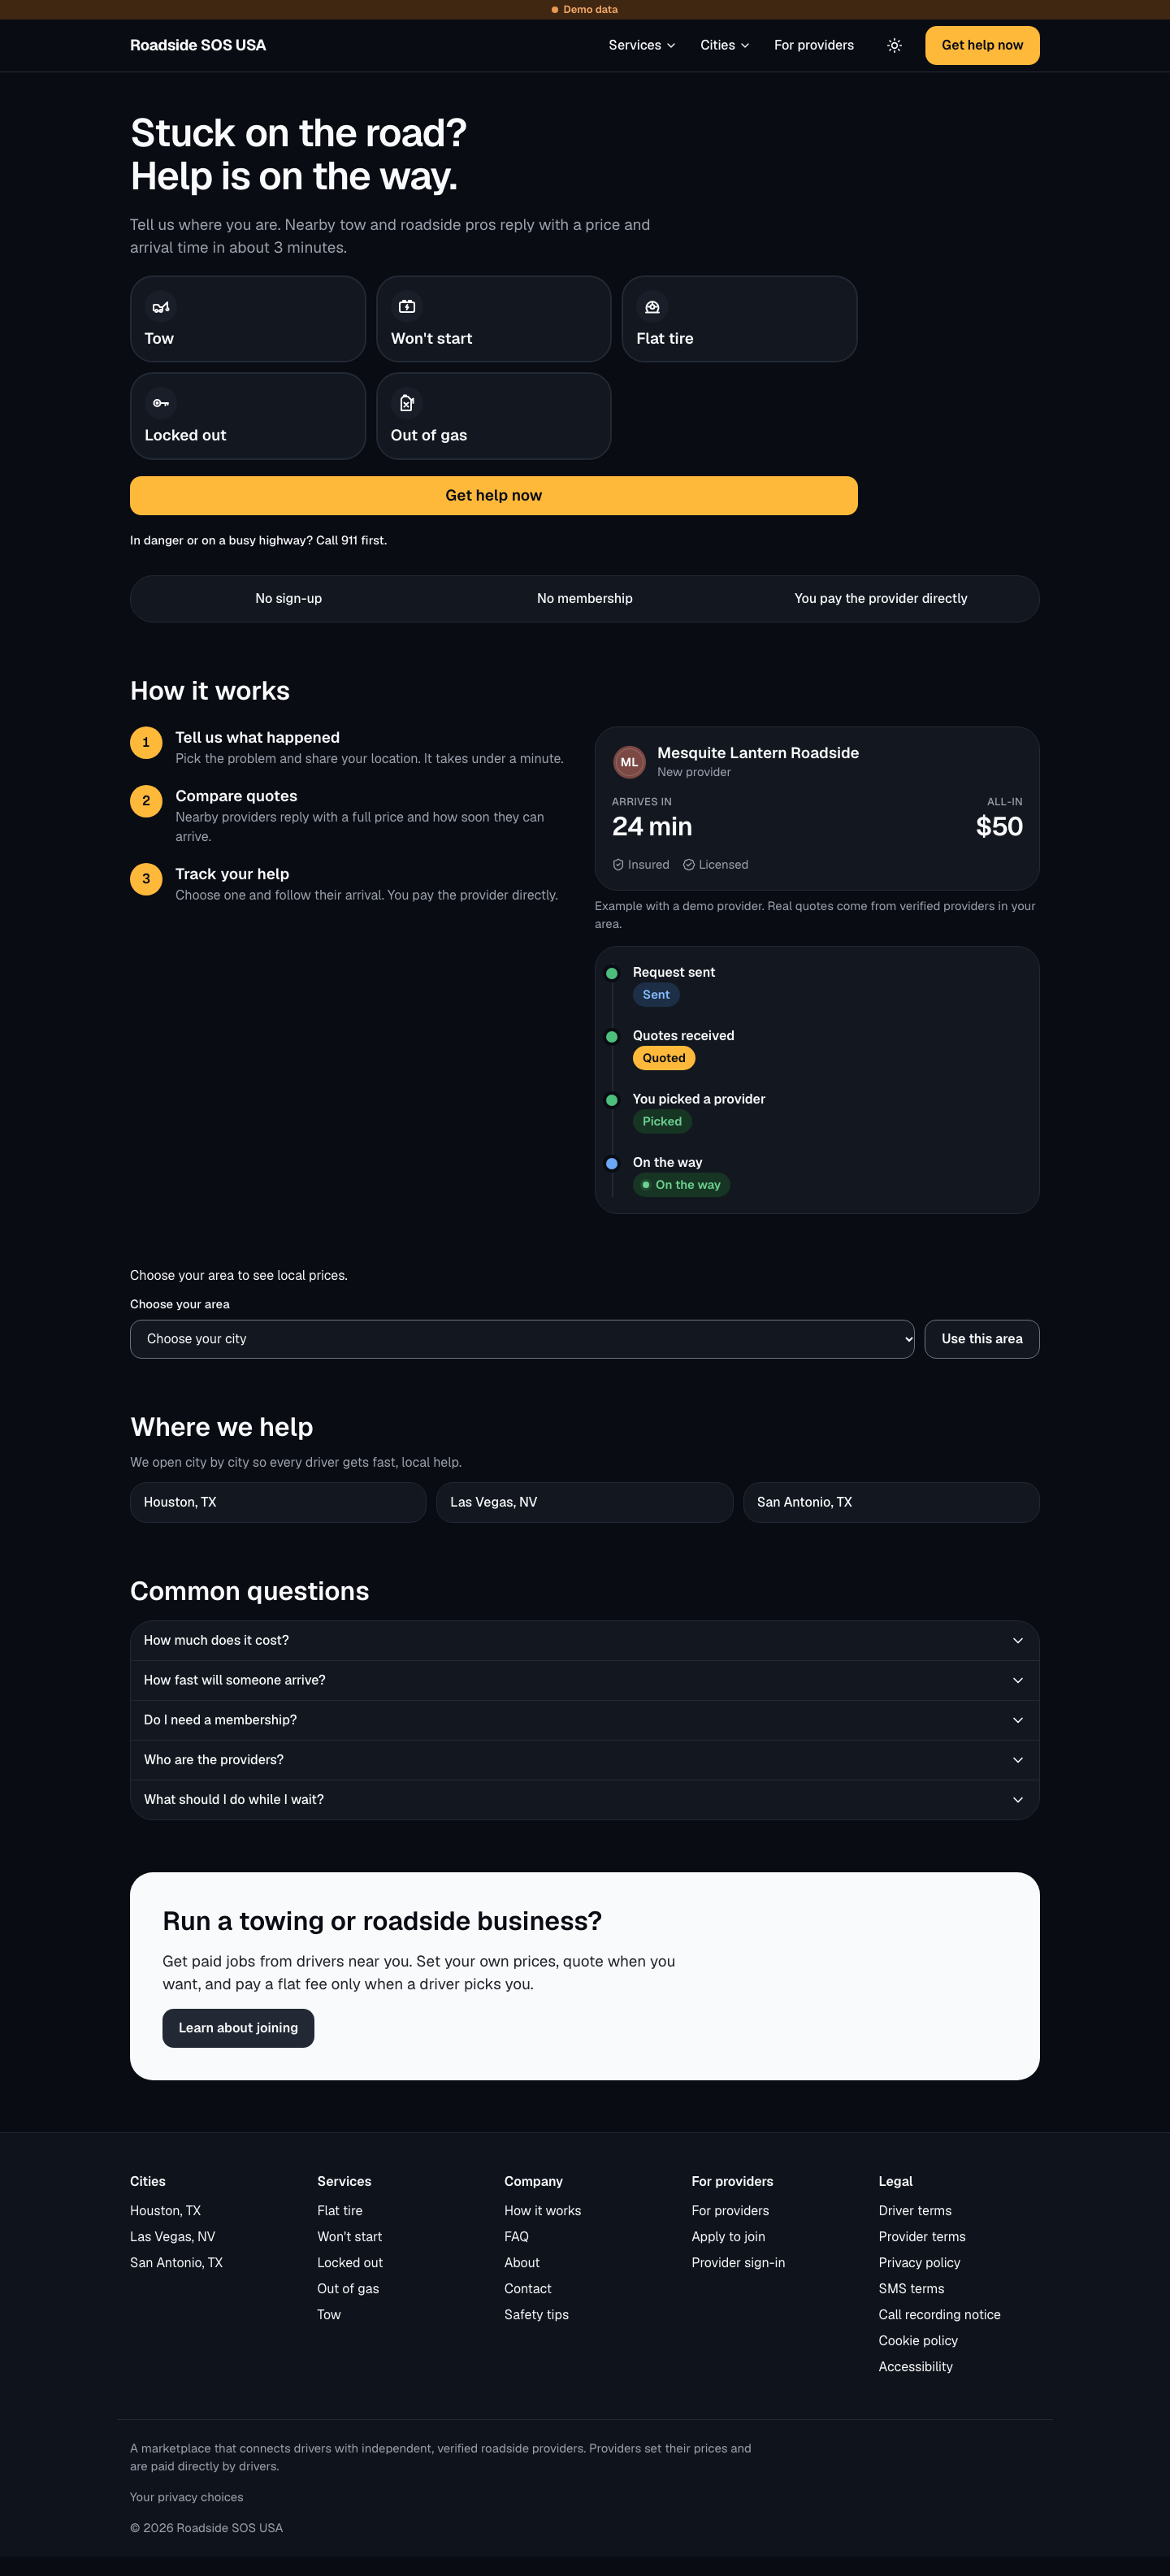 Demo data
Roadside SOS USA
Services
Cities
For providers
Get help now
Stuck on the road?
Help is on the way.
Tell us where you are. Nearby tow and roadside pros reply with a price and
arrival time in about 3 minutes.
Tow
Won't start
Flat tire
Locked out
Out of gas
Get help now
In danger or on a busy highway? Call 911 first.
No sign-up
No membership
You pay the provider directly
How it works
1
Tell us what happened
Pick the problem and share your location. It takes under a minute.
2
Compare quotes
Nearby providers reply with a full price and how soon they can
arrive.
3
Track your help
Choose one and follow their arrival. You pay the provider directly.
ML
Mesquite Lantern Roadside
New provider
ARRIVES IN
24 min
ALL-IN
$50
Insured
Licensed
Example with a demo provider. Real quotes come from verified providers in your
area.
Request sent
Sent
Quotes received
Quoted
You picked a provider
Picked
On the way
On the way
Choose your area to see local prices.
Choose your area
Choose your city
Use this area
Where we help
We open city by city so every driver gets fast, local help.
Houston, TX
Las Vegas, NV
San Antonio, TX
Common questions
How much does it cost?
How fast will someone arrive?
Do I need a membership?
Who are the providers?
What should I do while I wait?
Run a towing or roadside business?
Get paid jobs from drivers near you. Set your own prices, quote when you
want, and pay a flat fee only when a driver picks you.
Learn about joining
Cities
Houston, TX
Las Vegas, NV
San Antonio, TX
Services
Flat tire
Won't start
Locked out
Out of gas
Tow
Company
How it works
FAQ
About
Contact
Safety tips
For providers
For providers
Apply to join
Provider sign-in
Legal
Driver terms
Provider terms
Privacy policy
SMS terms
Call recording notice
Cookie policy
Accessibility
A marketplace that connects drivers with independent, verified roadside providers. Providers set their prices and
are paid directly by drivers.
Your privacy choices
© 2026 Roadside SOS USA